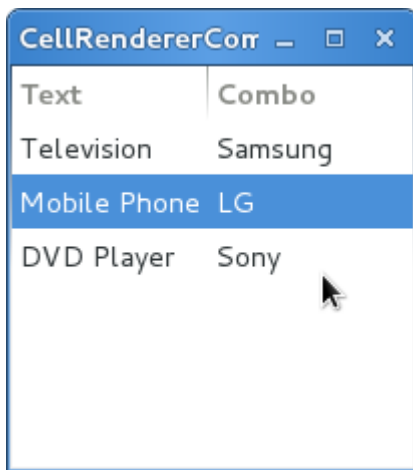 CellRendererCom
Text Combo
Television Samsung
Mobile Phone LG
DVD Player Sony